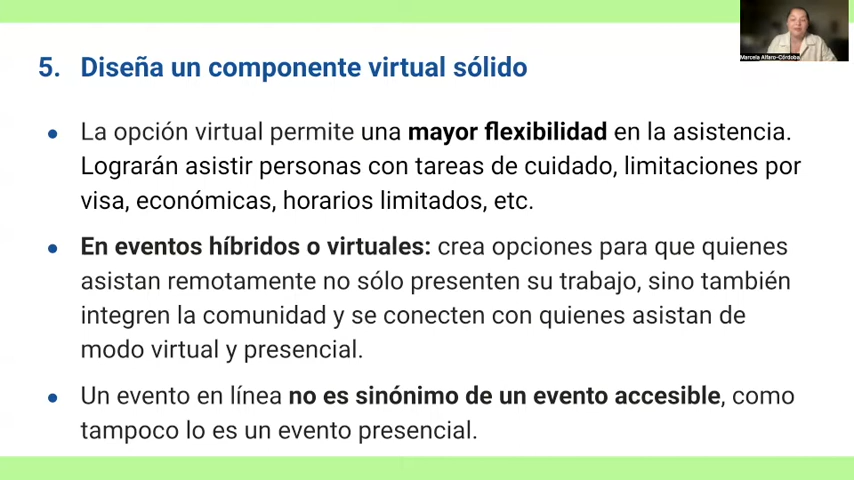 5. Diseña un componente virtual sólido
Marcela Alfaro-Córdoba
● La opción virtual permite una mayor flexibilidad en la asistencia.
Lograrán asistir personas con tareas de cuidado, limitaciones por
visa, económicas, horarios limitados, etc.
● En eventos híbridos o virtuales: crea opciones para que quienes
asistan remotamente no sólo presenten su trabajo, sino también
integren la comunidad y se conecten con quienes asistan de
modo virtual y presencial.
● Un evento en línea no es sinónimo de un evento accesible, como
tampoco lo es un evento presencial.